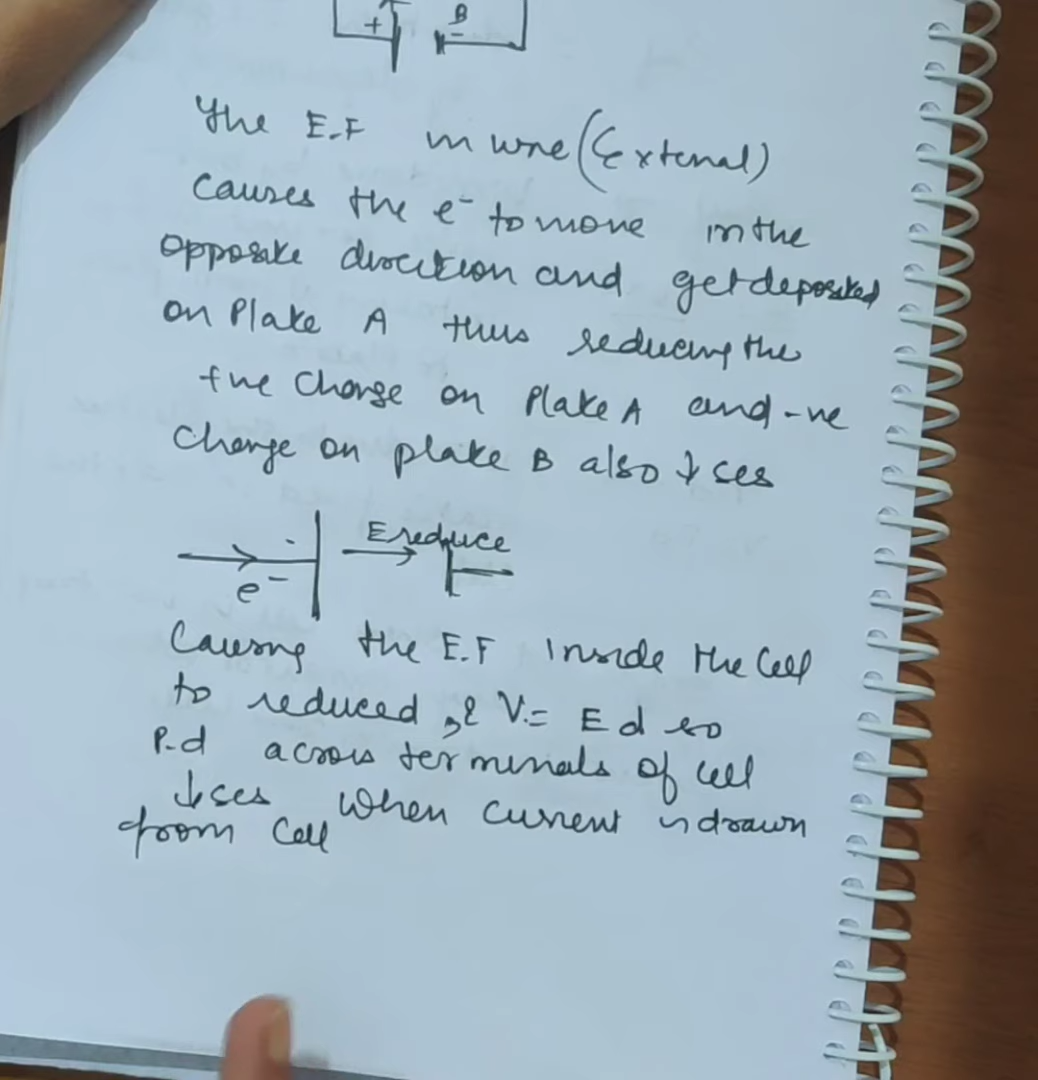 + B -
The E.F in wire (External)
causes the e⁻ to move in the
opposite direction and get deposited
on Plate A thus reducing the
+ve Charge on Plate A and -ve
charge on plate B also ↓ses
E reduce
e⁻
Causing the E.F Inside the Cell
to reduced, & V = Ed so
P.d across terminals of cell
↓ses when current is drawn
from Cell